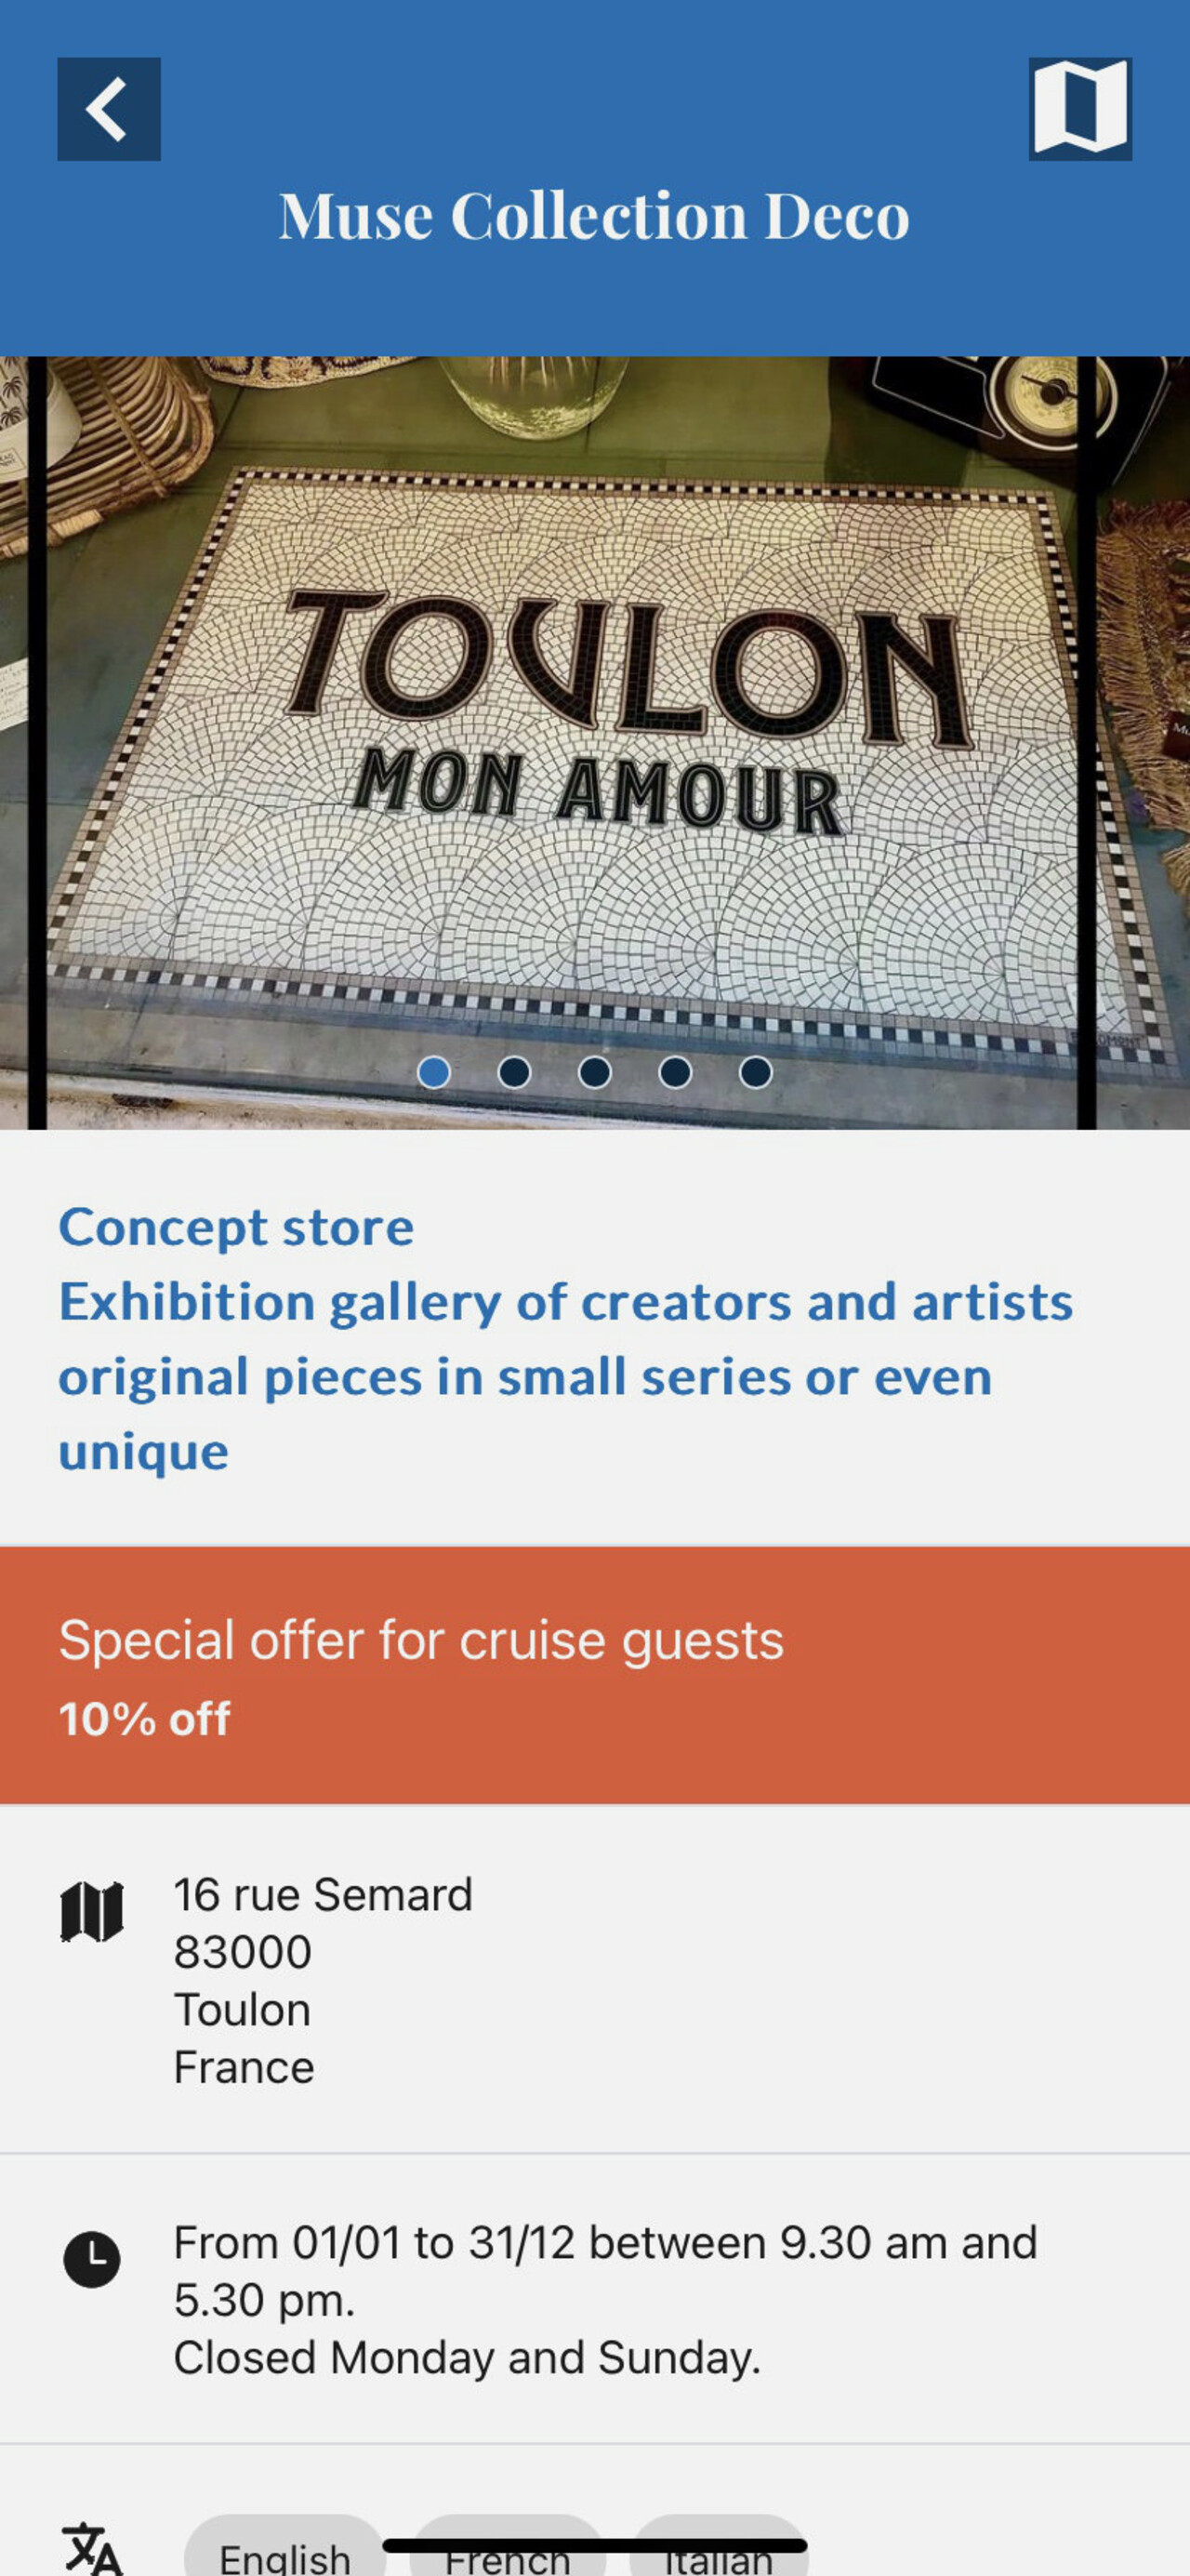 Muse Collection Deco
TOULON
MON AMOUR
Concept store
Exhibition gallery of creators and artists
original pieces in small series or even
unique
Special offer for cruise guests
10% off
16 rue Semard
83000
Toulon
France
From 01/01 to 31/12 between 9.30 am and
5.30 pm.
Closed Monday and Sunday.
English French Italian